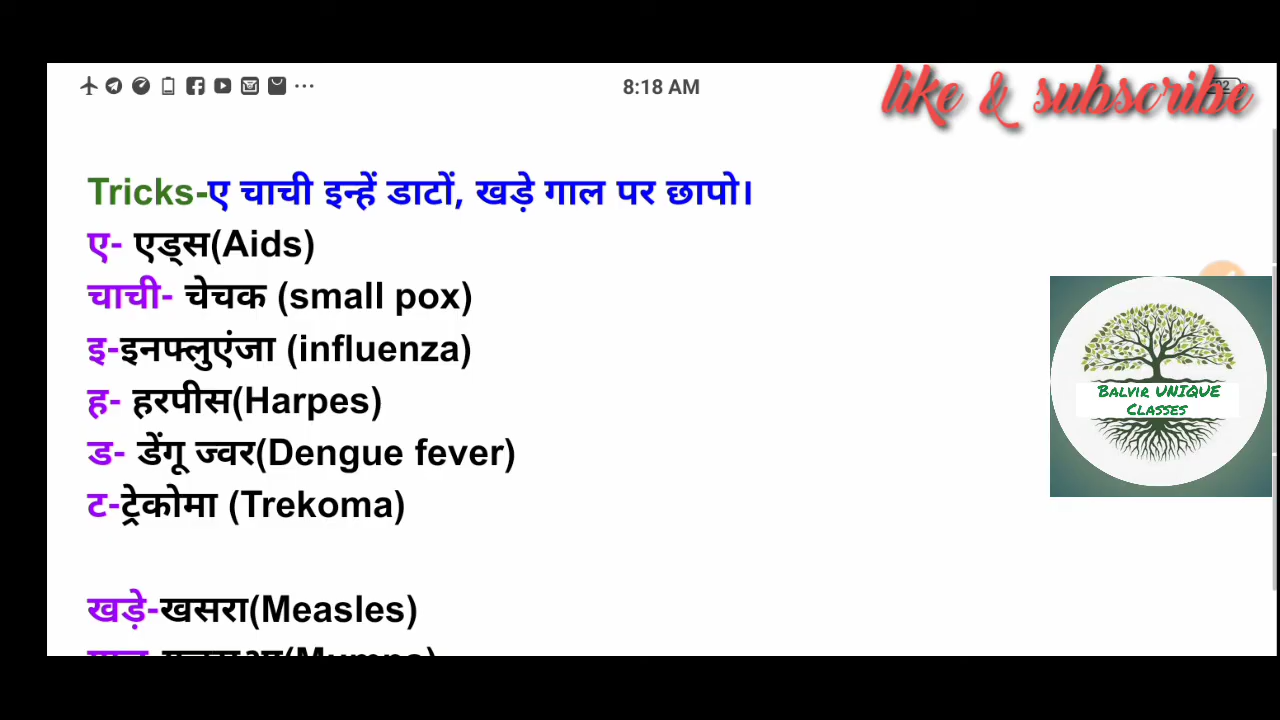 8:18 AM
like & subscribe
Tricks-ए चाची इन्हें डाटों, खड़े गाल पर छापो।
ए- एड्स(Aids)
चाची- चेचक (small pox)
इ-इनफ्लुएंजा (influenza)
ह- हरपीस(Harpes)
ड- डेंगू ज्वर(Dengue fever)
ट-ट्रेकोमा (Trekoma)
खड़े-खसरा(Measles)
BALVIR UNIQUE
CLASSES